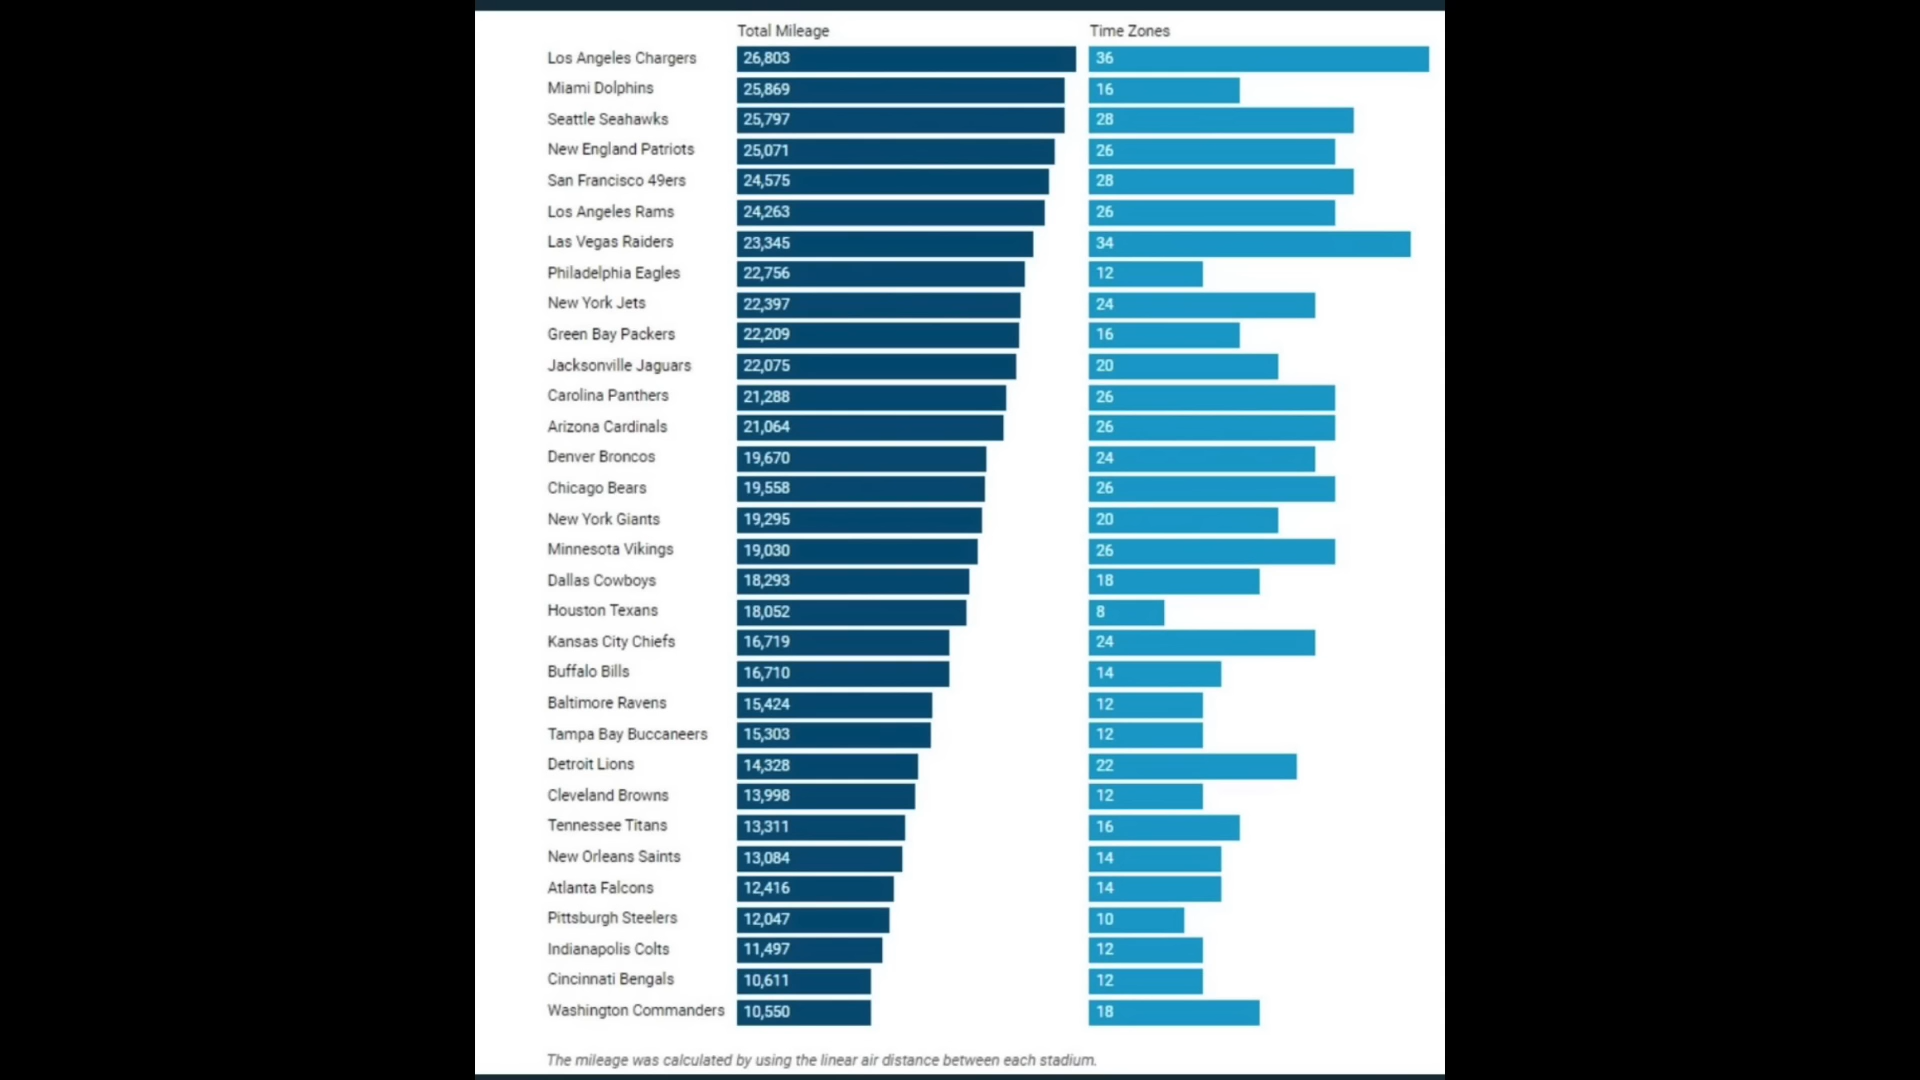 Total Mileage Time Zones
Los Angeles Chargers 26,803 36
Miami Dolphins 25,869 16
Seattle Seahawks 25,797 28
New England Patriots 25,071 26
San Francisco 49ers 24,575 28
Los Angeles Rams 24,263 26
Las Vegas Raiders 23,345 34
Philadelphia Eagles 22,756 12
New York Jets 22,397 24
Green Bay Packers 22,209 16
Jacksonville Jaguars 22,075 20
Carolina Panthers 21,288 26
Arizona Cardinals 21,064 26
Denver Broncos 19,670 24
Chicago Bears 19,558 26
New York Giants 19,295 20
Minnesota Vikings 19,030 26
Dallas Cowboys 18,293 18
Houston Texans 18,052 8
Kansas City Chiefs 16,719 24
Buffalo Bills 16,710 14
Baltimore Ravens 15,424 12
Tampa Bay Buccaneers 15,303 12
Detroit Lions 14,328 22
Cleveland Browns 13,998 12
Tennessee Titans 13,311 16
New Orleans Saints 13,084 14
Atlanta Falcons 12,416 14
Pittsburgh Steelers 12,047 10
Indianapolis Colts 11,497 12
Cincinnati Bengals 10,611 12
Washington Commanders 10,550 18
The mileage was calculated by using the linear air distance between each stadium.